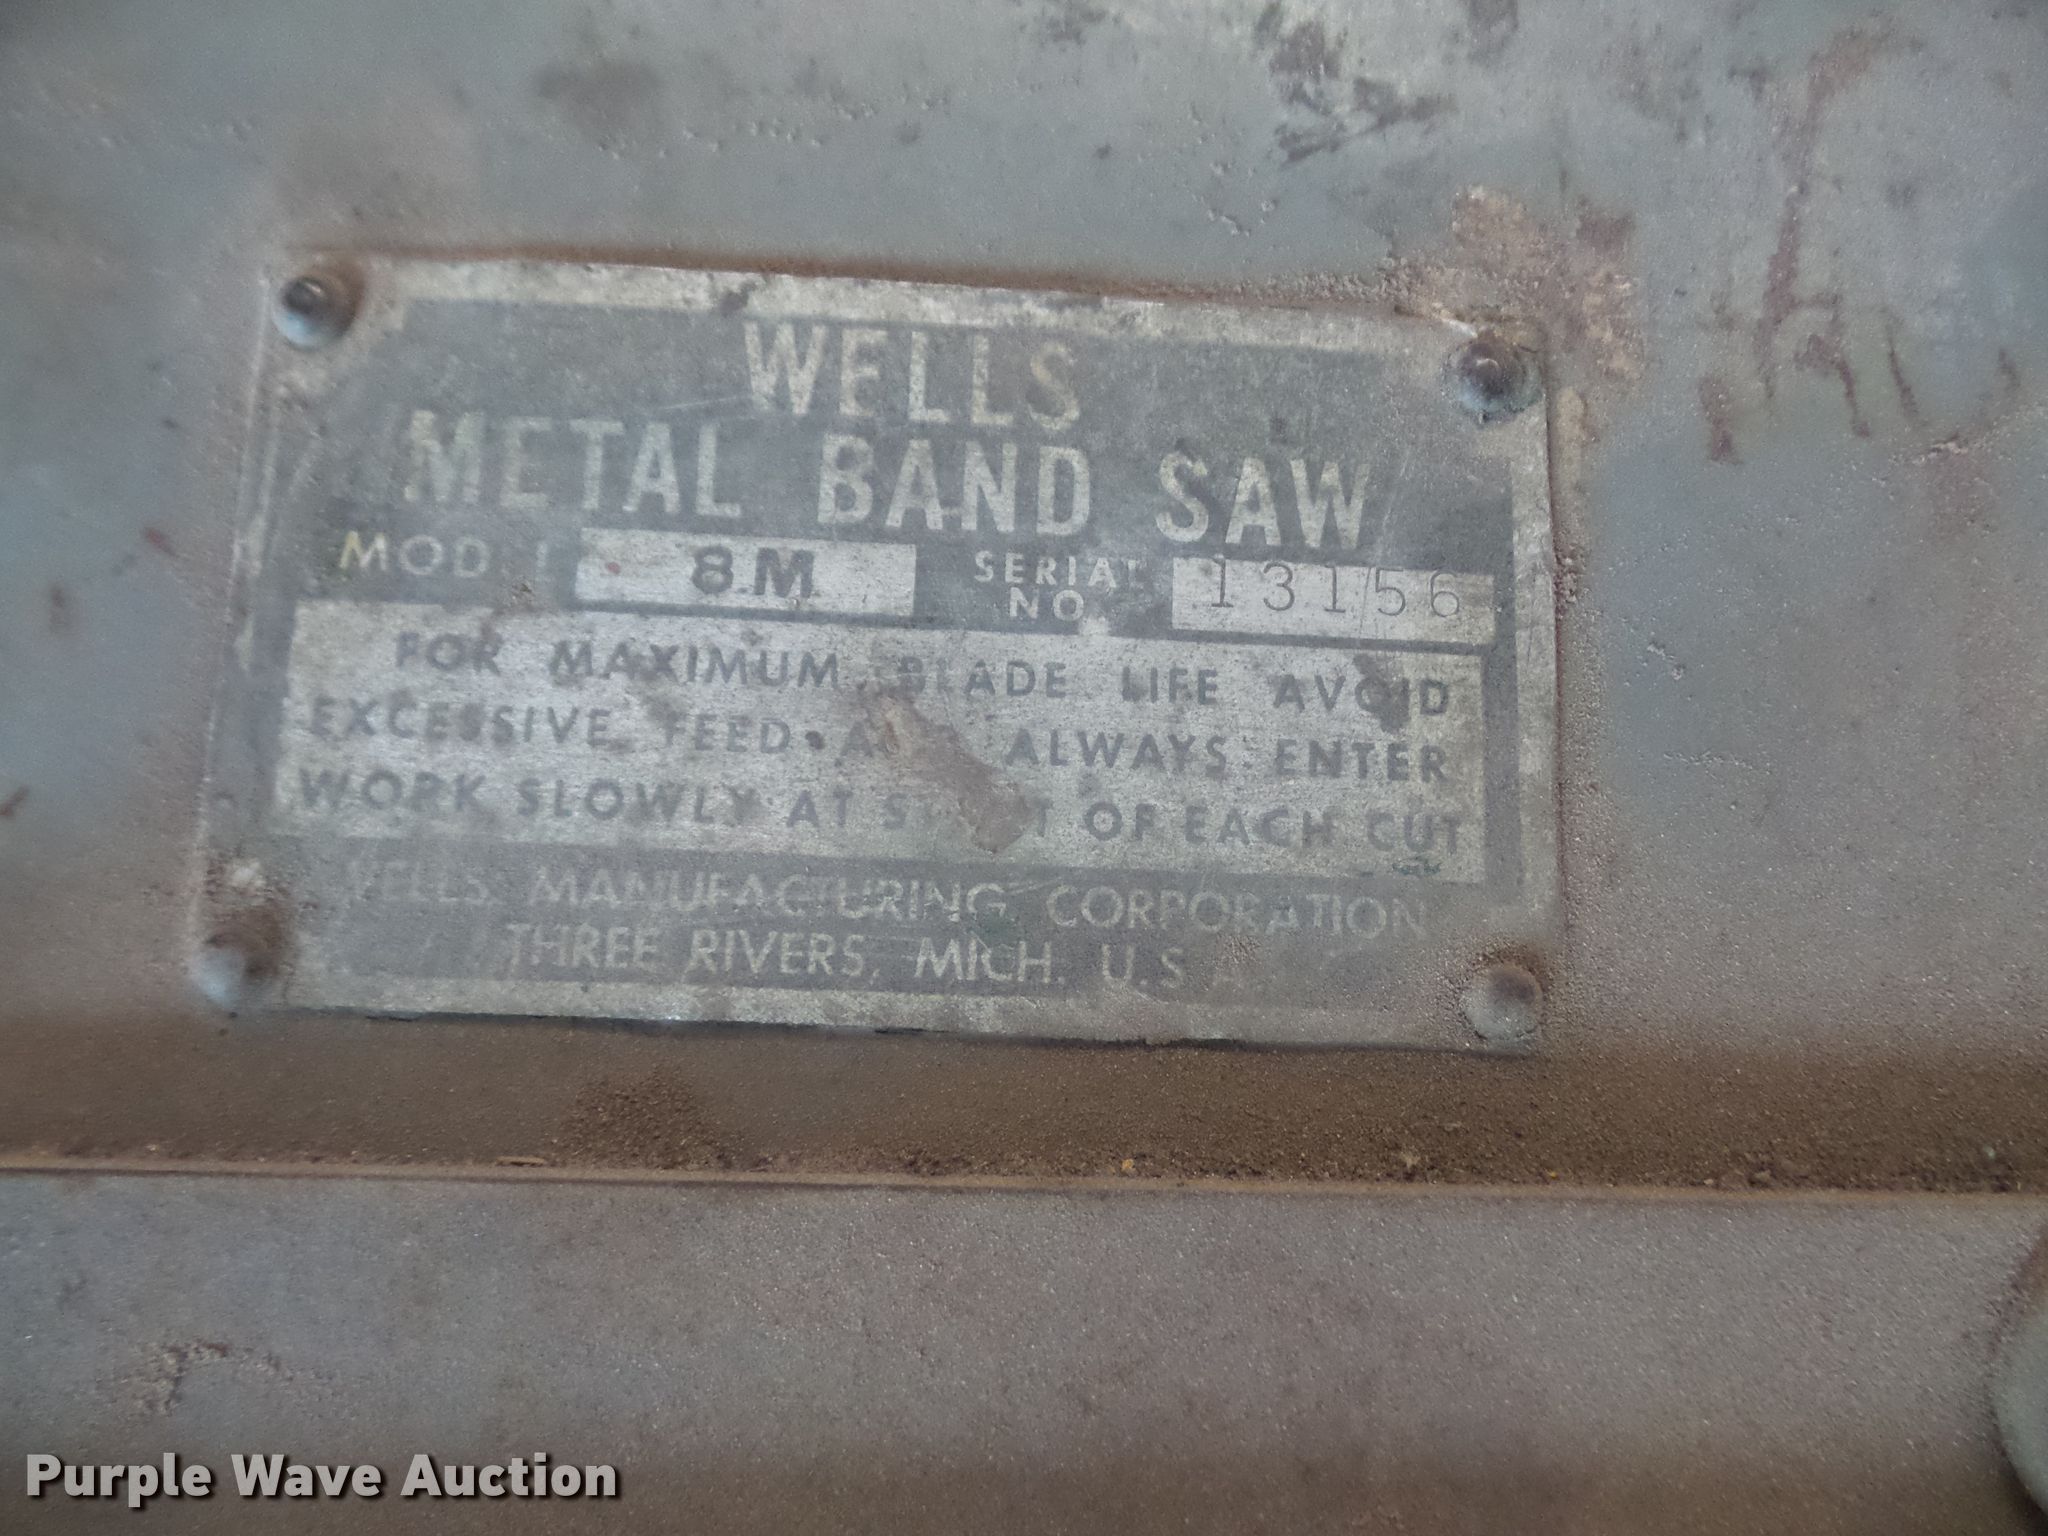 WELLS
METAL BAND SAW
MOD 8M SERIAL NO. 13156
FOR MAXIMUM BLADE LIFE AVOID
EXCESSIVE FEED ALWAYS ENTER
WORK SLOWLY AT OF EACH CUT
WELLS MANUFACTURING CORPORATION
THREE RIVERS, MICH. U.S.A.
Purple Wave Auction